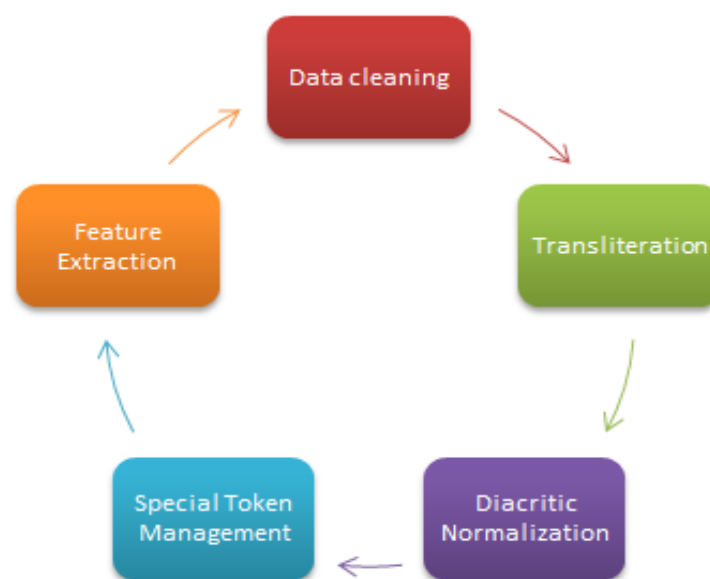 Data cleaning
Transliteration
Diacritic
Normalization
Special Token
Management
Feature
Extraction